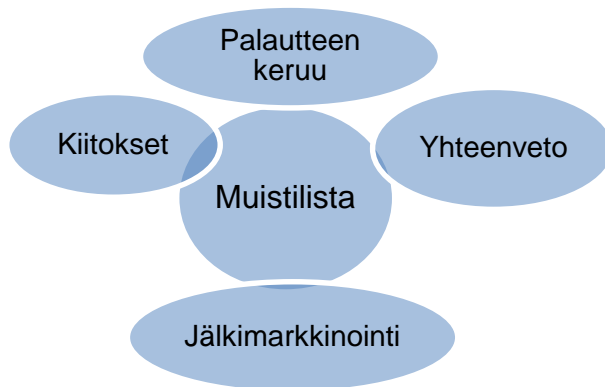 Palautteen
keruu
Kiitokset
Yhteenveto
Muistilista
Jälkimarkkinointi